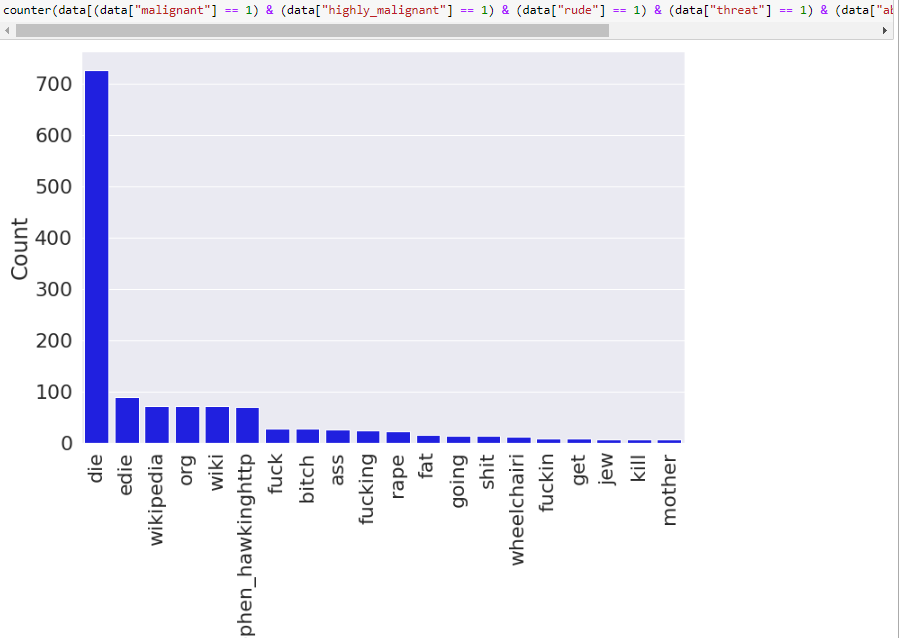 counter(data[(data["malignant"] == 1) & (data["highly_malignant"] == 1) & (data["rude"] == 1) & (data["threat"] == 1) & (data["ab
700
600
500
400
300
200
100
0
Count
die
edie
wikipedia
org
wiki
phen_hawkinghttp
fuck
bitch
ass
fucking
rape
fat
going
shit
wheelchairi
fuckin
get
jew
kill
mother